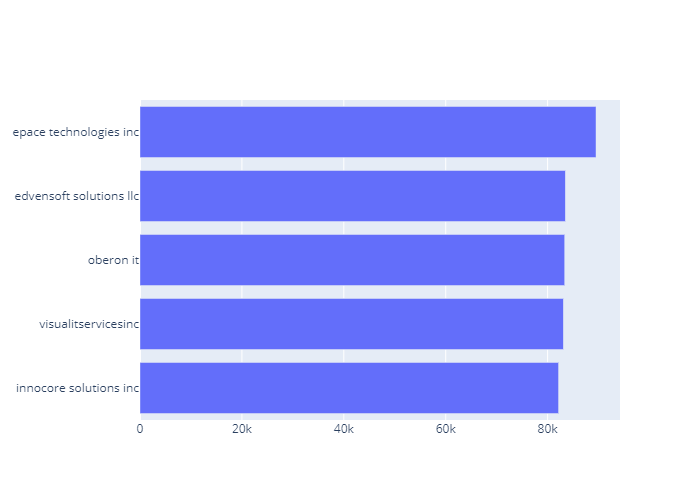 epace technologies inc
edvensoft solutions llc
oberon it
visualitservicesinc
innocore solutions inc
0 20k 40k 60k 80k